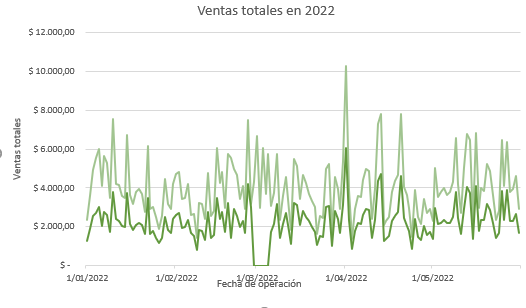 Ventas totales en 2022
$ 12.000,00
$ 10.000,00
$ 8.000,00
$ 6.000,00
$ 4.000,00
$ 2.000,00
$ -
Ventas totales
1/01/2022 1/02/2022 1/03/2022 1/04/2022 1/05/2022
Fecha de operación